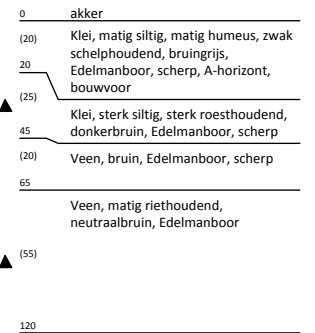 0 akker
(20) Klei, matig siltig, matig humeus, zwak
schelphoudend, bruingrijs,
20 Edelmanboor, scherp, A-horizont,
bouwvoor
(25)
Klei, sterk siltig, sterk roesthoudend,
45 donkerbruin, Edelmanboor, scherp
(20) Veen, bruin, Edelmanboor, scherp
65
Veen, matig riethoudend,
neutraalbruin, Edelmanboor
(55)
120